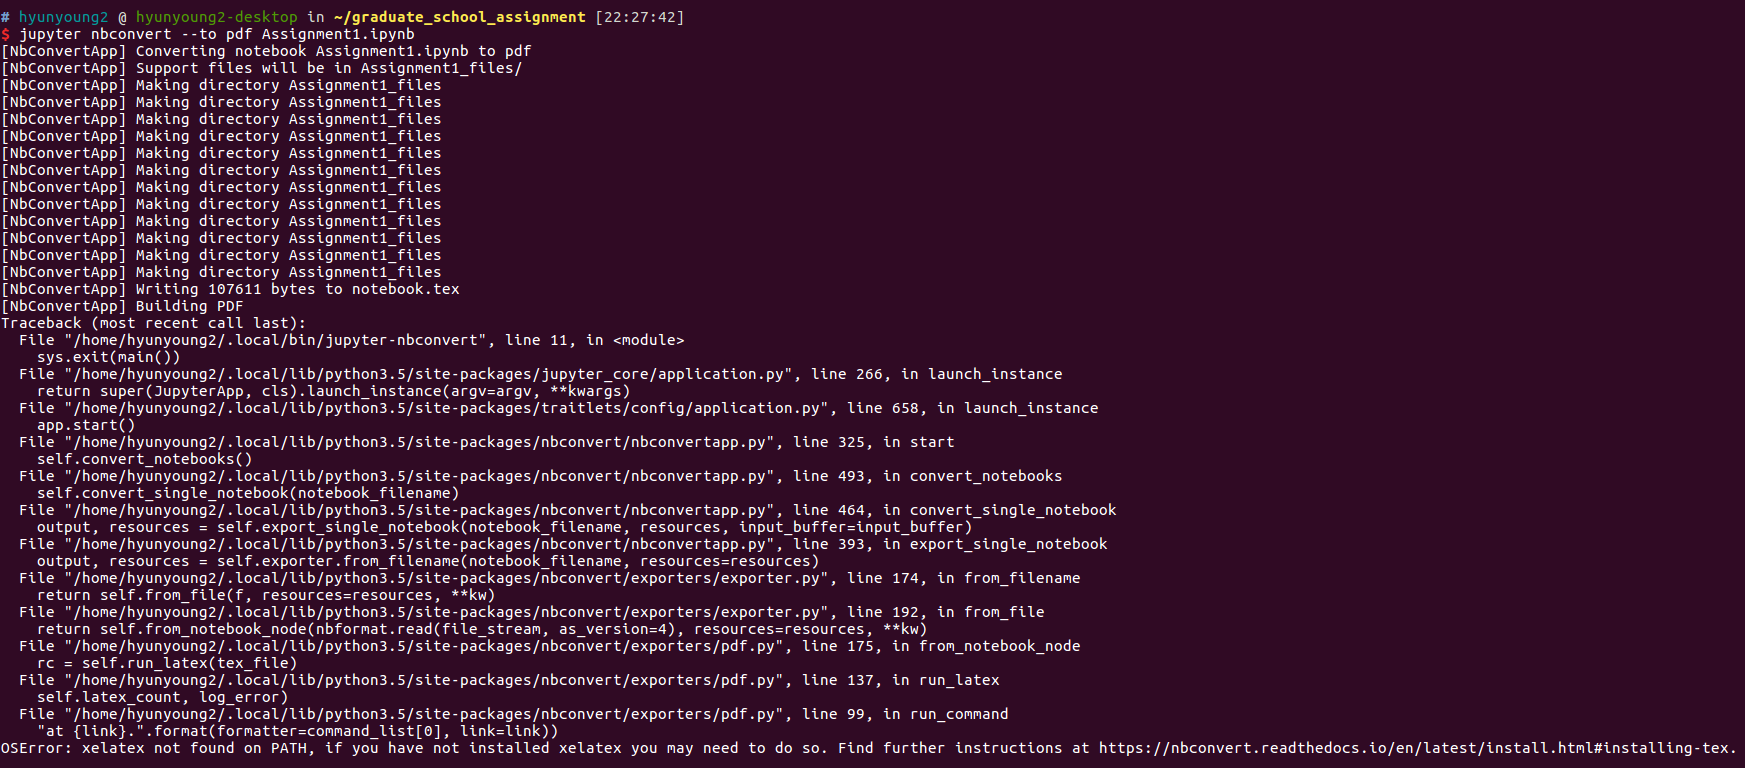 # hyunyoung2 @ hyunyoung2-desktop in ~/graduate_school_assignment [22:27:42]
$ jupyter nbconvert --to pdf Assignment1.ipynb
[NbConvertApp] Converting notebook Assignment1.ipynb to pdf
[NbConvertApp] Support files will be in Assignment1_files/
[NbConvertApp] Making directory Assignment1_files
[NbConvertApp] Making directory Assignment1_files
[NbConvertApp] Making directory Assignment1_files
[NbConvertApp] Making directory Assignment1_files
[NbConvertApp] Making directory Assignment1_files
[NbConvertApp] Making directory Assignment1_files
[NbConvertApp] Making directory Assignment1_files
[NbConvertApp] Making directory Assignment1_files
[NbConvertApp] Making directory Assignment1_files
[NbConvertApp] Making directory Assignment1_files
[NbConvertApp] Making directory Assignment1_files
[NbConvertApp] Making directory Assignment1_files
[NbConvertApp] Writing 107611 bytes to notebook.tex
[NbConvertApp] Building PDF
Traceback (most recent call last):
  File "/home/hyunyoung2/.local/bin/jupyter-nbconvert", line 11, in <module>
    sys.exit(main())
  File "/home/hyunyoung2/.local/lib/python3.5/site-packages/jupyter_core/application.py", line 266, in launch_instance
    return super(JupyterApp, cls).launch_instance(argv=argv, **kwargs)
  File "/home/hyunyoung2/.local/lib/python3.5/site-packages/traitlets/config/application.py", line 658, in launch_instance
    app.start()
  File "/home/hyunyoung2/.local/lib/python3.5/site-packages/nbconvert/nbconvertapp.py", line 325, in start
    self.convert_notebooks()
  File "/home/hyunyoung2/.local/lib/python3.5/site-packages/nbconvert/nbconvertapp.py", line 493, in convert_notebooks
    self.convert_single_notebook(notebook_filename)
  File "/home/hyunyoung2/.local/lib/python3.5/site-packages/nbconvert/nbconvertapp.py", line 464, in convert_single_notebook
    output, resources = self.export_single_notebook(notebook_filename, resources, input_buffer=input_buffer)
  File "/home/hyunyoung2/.local/lib/python3.5/site-packages/nbconvert/nbconvertapp.py", line 393, in export_single_notebook
    output, resources = self.exporter.from_filename(notebook_filename, resources=resources)
  File "/home/hyunyoung2/.local/lib/python3.5/site-packages/nbconvert/exporters/exporter.py", line 174, in from_filename
    return self.from_file(f, resources=resources, **kw)
  File "/home/hyunyoung2/.local/lib/python3.5/site-packages/nbconvert/exporters/exporter.py", line 192, in from_file
    return self.from_notebook_node(nbformat.read(file_stream, as_version=4), resources=resources, **kw)
  File "/home/hyunyoung2/.local/lib/python3.5/site-packages/nbconvert/exporters/pdf.py", line 175, in from_notebook_node
    rc = self.run_latex(tex_file)
  File "/home/hyunyoung2/.local/lib/python3.5/site-packages/nbconvert/exporters/pdf.py", line 137, in run_latex
    self.latex_count, log_error)
  File "/home/hyunyoung2/.local/lib/python3.5/site-packages/nbconvert/exporters/pdf.py", line 99, in run_command
    "at {link}.".format(formatter=command_list[0], link=link))
OSError: xelatex not found on PATH, if you have not installed xelatex you may need to do so. Find further instructions at https://nbconvert.readthedocs.io/en/latest/install.html#installing-tex.